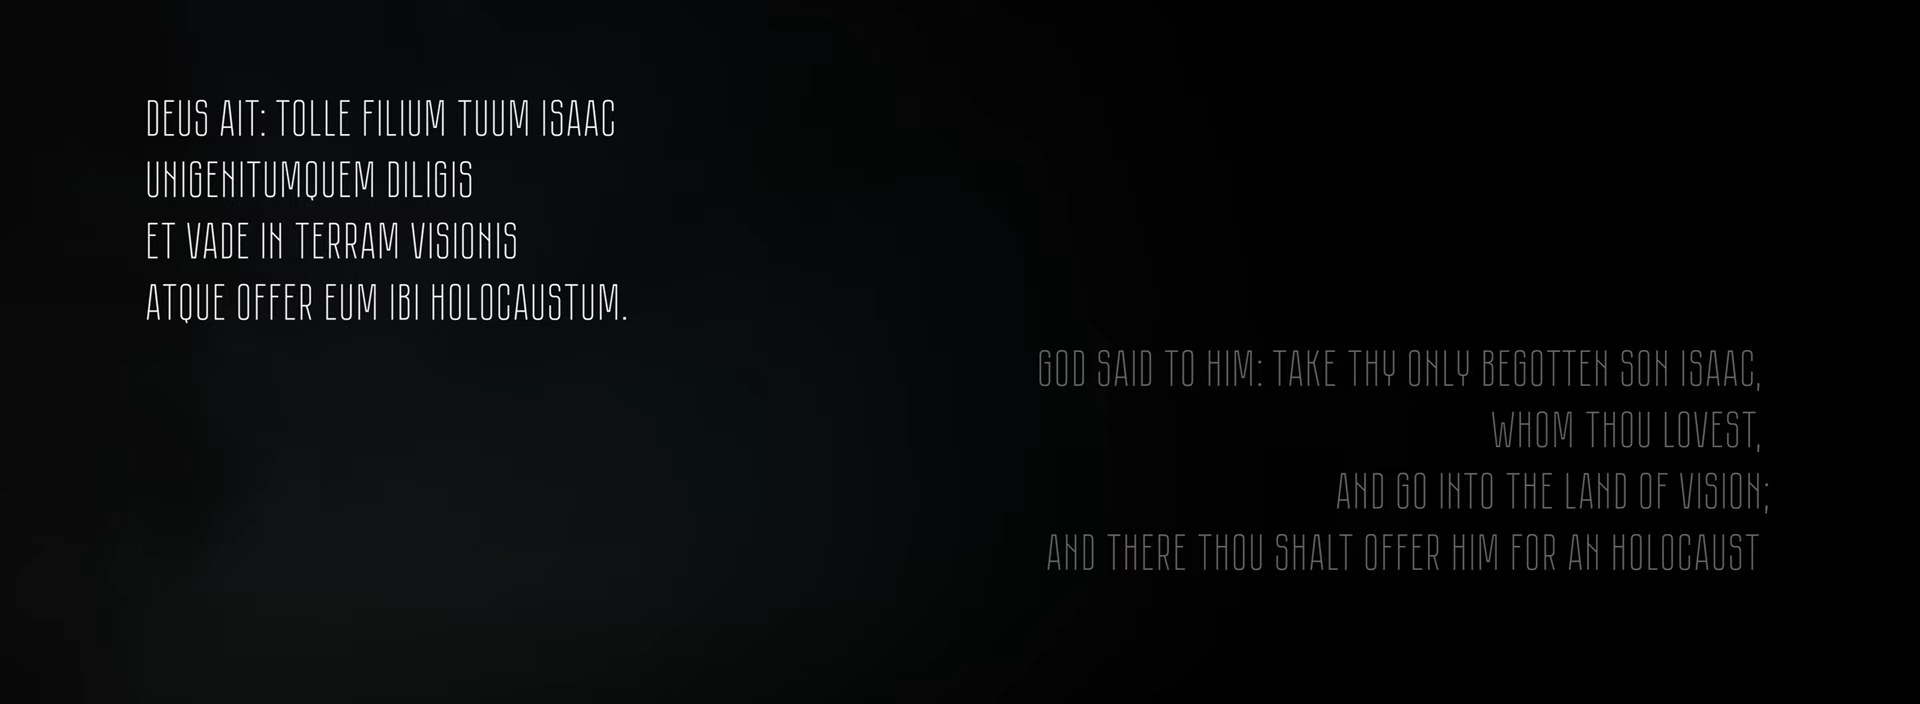 DEUS AIT: TOLLE FILIUM TUUM ISAAC
UNIGENITUMQUEM DILIGIS
ET VADE IN TERRAM VISIONIS
ATQUE OFFER EUM IBI HOLOCAUSTUM.
GOD SAID TO HIM: TAKE THY ONLY BEGOTTEN SON ISAAC,
WHOM THOU LOVEST,
AND GO INTO THE LAND OF VISION;
AND THERE THOU SHALT OFFER HIM FOR AN HOLOCAUST